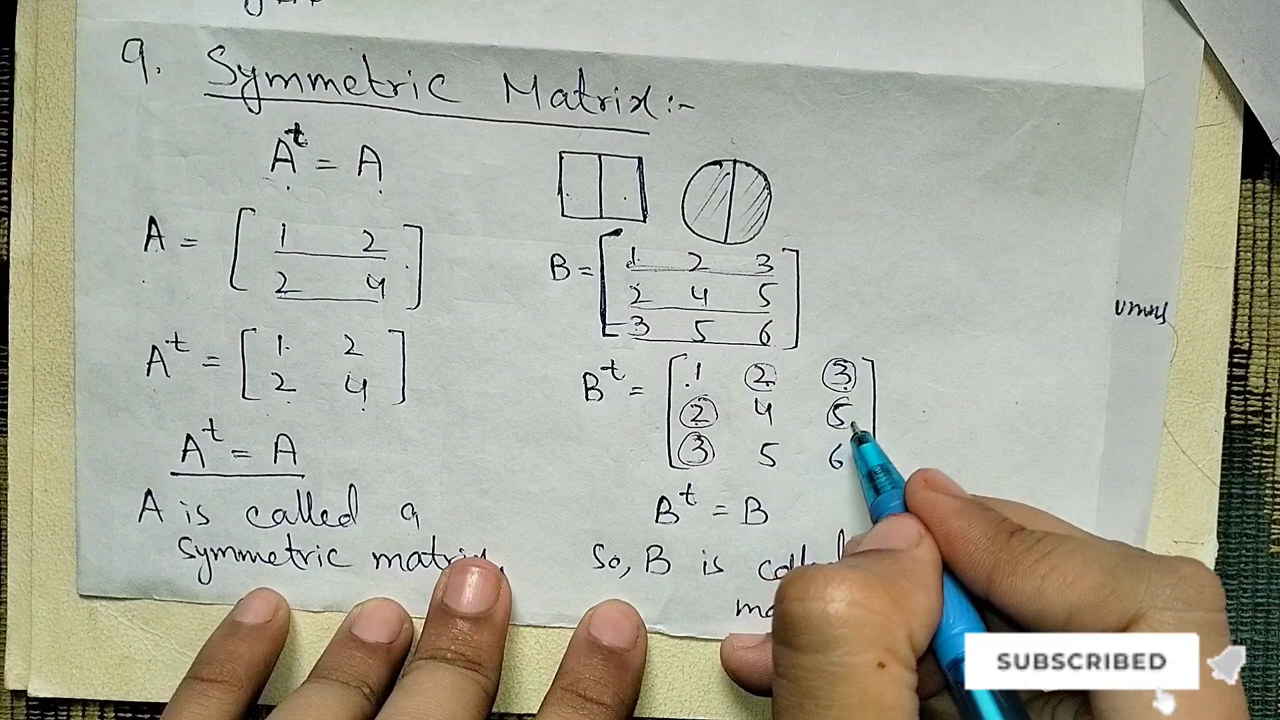 9. Symmetric Matrix:-
A^t = A
A = [ 1 2
2 4 ]
A^t = [ 1 2
2 4 ]
A^t = A
A is called a
symmetric matrix.
B = [ 1 2 3
2 4 5
3 5 6 ]
B^t = [ 1 2 3
2 4 5
3 5 6 ]
B^t = B
So, B is
SUBSCRIBED